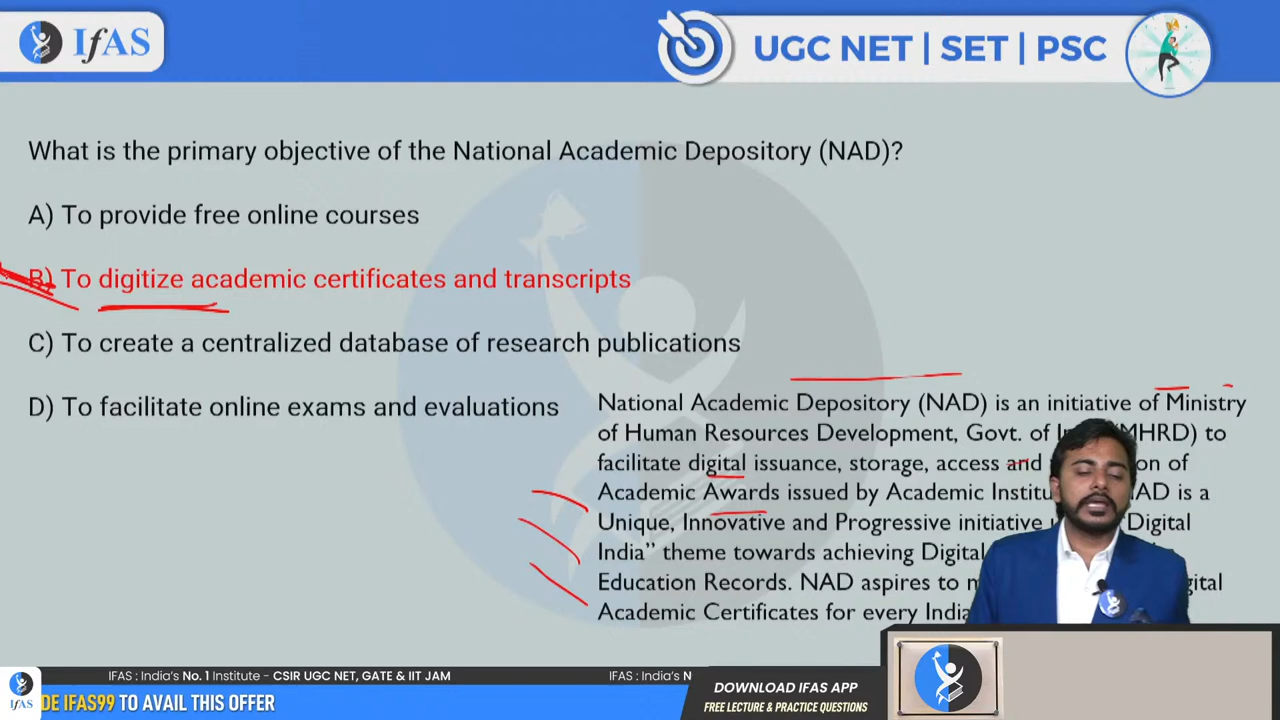 IfAS
UGC NET | SET | PSC
What is the primary objective of the National Academic Depository (NAD)?
A) To provide free online courses
B) To digitize academic certificates and transcripts
C) To create a centralized database of research publications
D) To facilitate online exams and evaluations
National Academic Depository (NAD) is an initiative of Ministry
of Human Resources Development, Govt. of (MHRD) to
facilitate digital issuance, storage, access and of
Academic Awards issued by Academic NAD is a
Unique, Innovative and Progressive initiative "Digital
India” theme towards achieving Digital
Education Records. NAD aspires to
Academic Certificates for every
IFAS : India's No. 1 Institute - CSIR UGC NET, GATE & IIT JAM
IFAS : India's
DE IFAS99 TO AVAIL THIS OFFER
DOWNLOAD IFAS APP
FREE LECTURE & PRACTICE QUESTIONS
IfAS